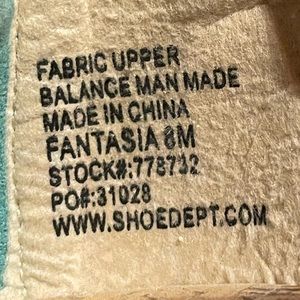 FABRIC UPPER
BALANCE MAN MADE
MADE IN CHINA
FANTASIA 8M
STOCK#:778732
PO#:31028
WWW.SHOEDEPT.COM